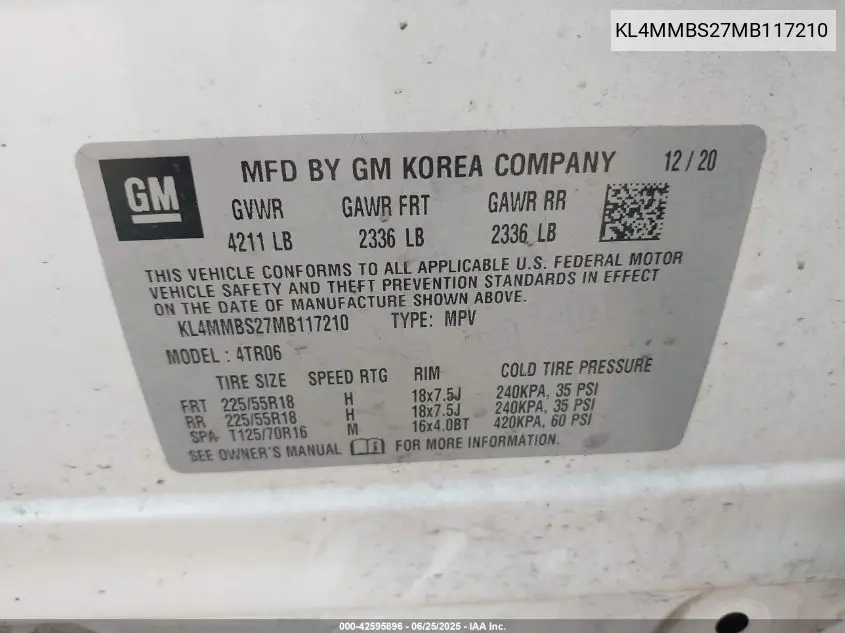 KL4MMBS27MB117210
GM
MFD BY GM KOREA COMPANY 12/20
GVWR GAWR FRT GAWR RR
4211 LB 2336 LB 2336 LB
THIS VEHICLE CONFORMS TO ALL APPLICABLE U.S. FEDERAL MOTOR
VEHICLE SAFETY AND THEFT PREVENTION STANDARDS IN EFFECT
ON THE DATE OF MANUFACTURE SHOWN ABOVE.
KL4MMBS27MB117210 TYPE: MPV
MODEL : 4TR06
TIRE SIZE SPEED RTG RIM COLD TIRE PRESSURE
FRT 225/55R18 H 18x7.5J 240KPA, 35 PSI
RR 225/55R18 H 18x7.5J 240KPA, 35 PSI
SPA T125/70R16 M 16x4.0BT 420KPA, 60 PSI
SEE OWNER'S MANUAL FOR MORE INFORMATION.
000-42595896 - 06/25/2025 - IAA Inc.